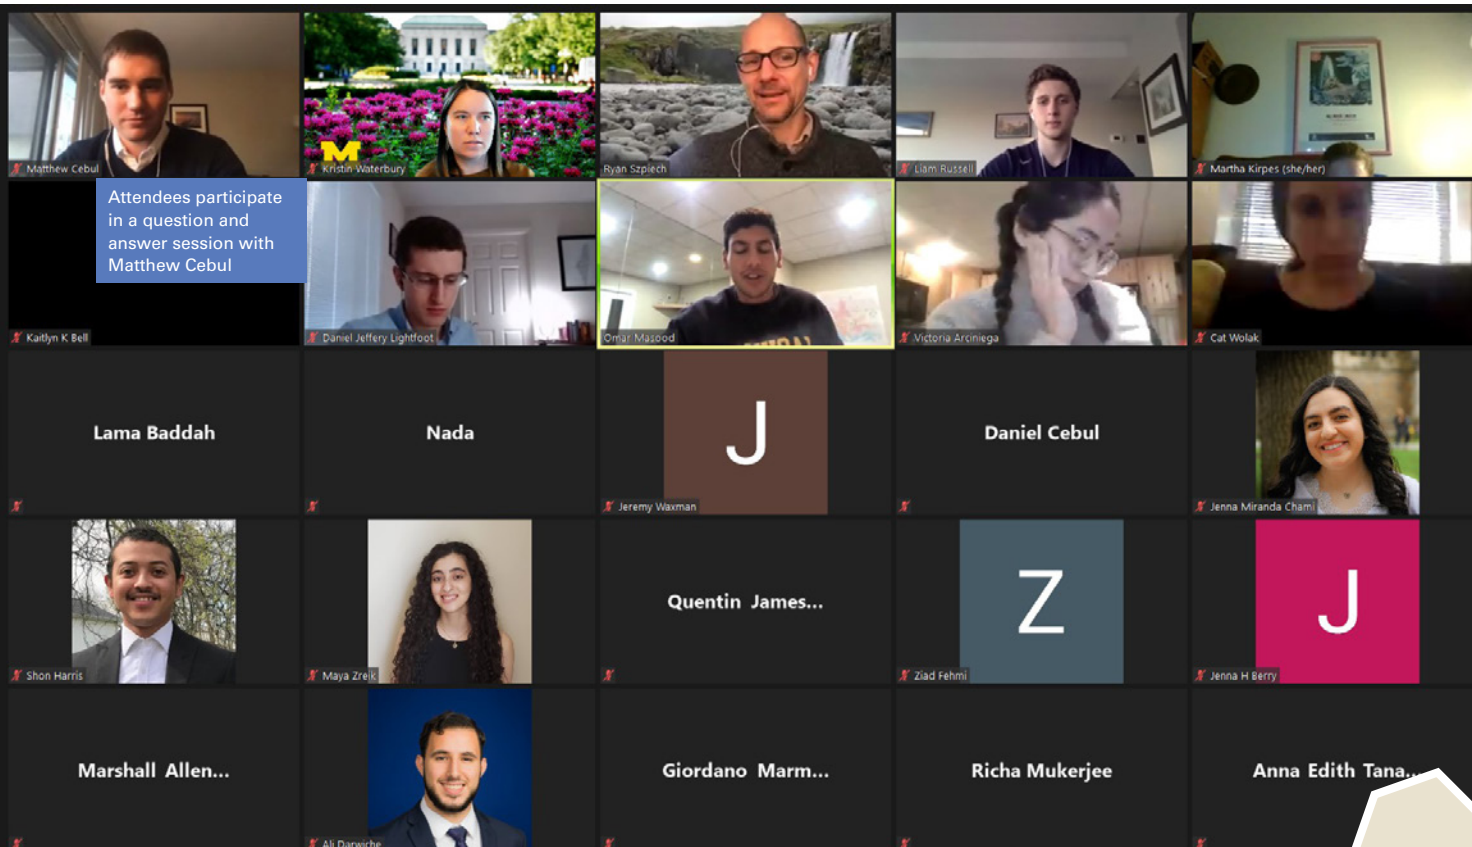 M
Matthew Cebul
Kristin Waterbury
Ryan Szpiech
Liam Russell
Martha Kirpes (she/her)
Attendees participate
in a question and
answer session with
Matthew Cebul
Kaitlyn K Bell
Daniel Jeffery Lightfoot
Omar Masood
Victoria Arciniega
Cat Wolak
Lama Baddah
Nada
J
Jeremy Waxman
Daniel Cebul
Jenna Miranda Chami
Shon Harris
Maya Zreik
Quentin James...
Z
Ziad Fehmi
J
Jenna H Berry
Marshall Allen...
Ali Darwiche
Giordano Marm...
Richa Mukerjee
Anna Edith Tana...